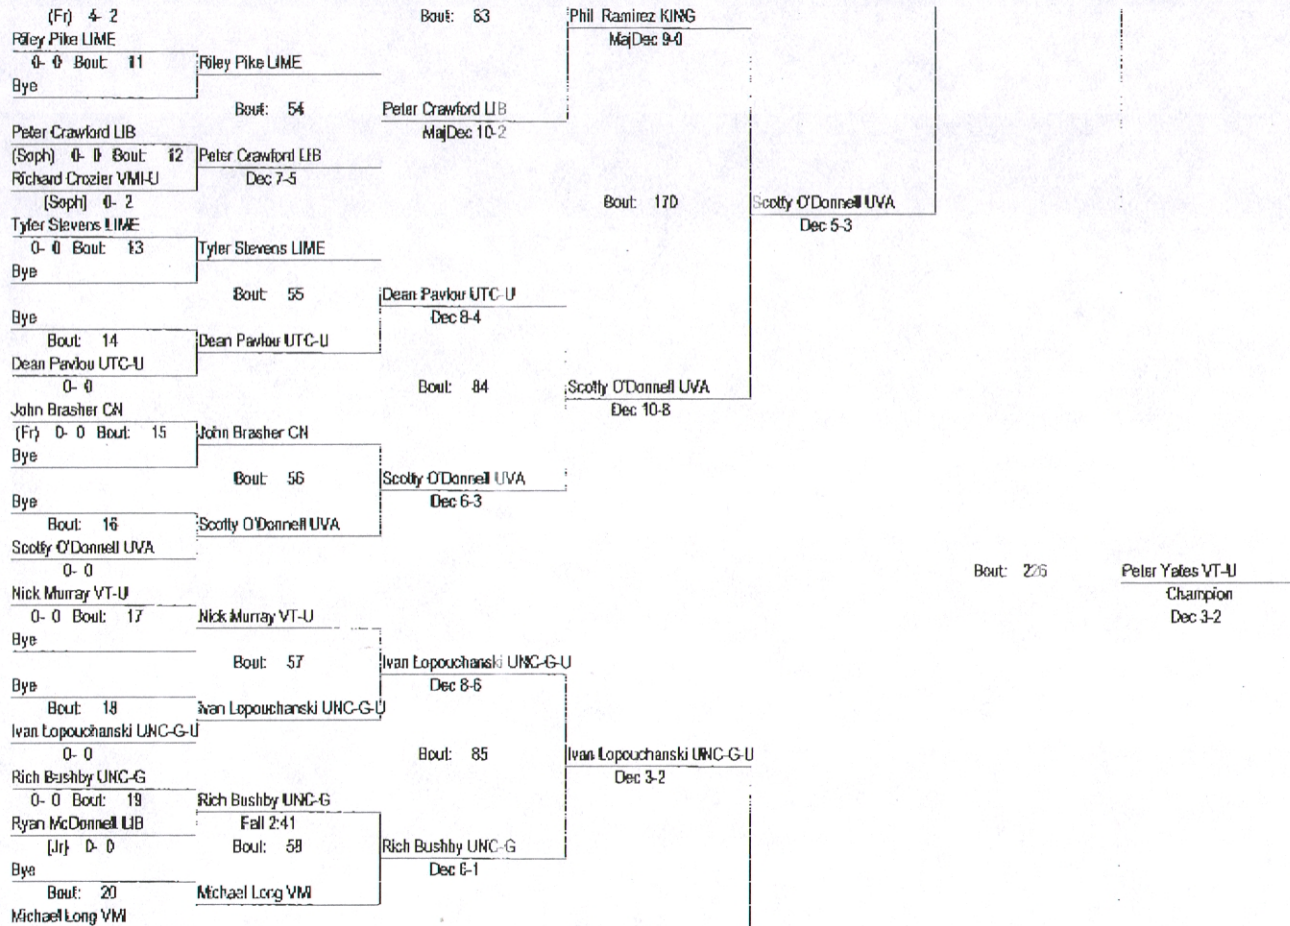 (Fr) 4- 2
Bout: 83
Phil Ramirez KING
MajDec 9-0
Riley Pike LIME
0- 0 Bout: 11
Riley Pike LIME
Bye
Bout: 54
Peter Crawford LIB
MajDec 10-2
Peter Crawford LIB
(Soph) 0- 0 Bout: 12
Peter Crawford LIB
Dec 7-5
Richard Crozier VMI-U
(Soph) 0- 2
Bout: 170
Scotty O'Donnell UVA
Dec 5-3
Tyler Stevens LIME
0- 0 Bout: 13
Tyler Stevens LIME
Bye
Bout: 55
Dean Pavlou UTC-U
Dec 8-4
Bye
Bout: 14
Dean Pavlou UTC-U
Dean Pavlou UTC-U
0- 0
Bout: 84
Scotty O'Donnell UVA
Dec 10-8
John Brasher CN
(Fr) 0- 0 Bout: 15
John Brasher CN
Bye
Bout: 56
Scotty O'Donnell UVA
Dec 6-3
Bye
Bout: 16
Scotty O'Donnell UVA
Scotty O'Donnell UVA
0- 0
Bout: 226
Peter Yates VT-U
Champion
Dec 3-2
Nick Murray VT-U
0- 0 Bout: 17
Nick Murray VT-U
Bye
Bout: 57
Ivan Lopouchanski UNC-G-U
Dec 8-6
Bye
Bout: 18
Ivan Lopouchanski UNC-G-U
Ivan Lopouchanski UNC-G-U
0- 0
Bout: 85
Ivan Lopouchanski UNC-G-U
Dec 3-2
Rich Bushby UNC-G
0- 0 Bout: 19
Rich Bushby UNC-G
Fall 2:41
Ryan McDonnell LIB
(Jr) 0- 0
Bout: 58
Rich Bushby UNC-G
Dec 6-1
Bye
Bout: 20
Michael Long VMI
Michael Long VMI